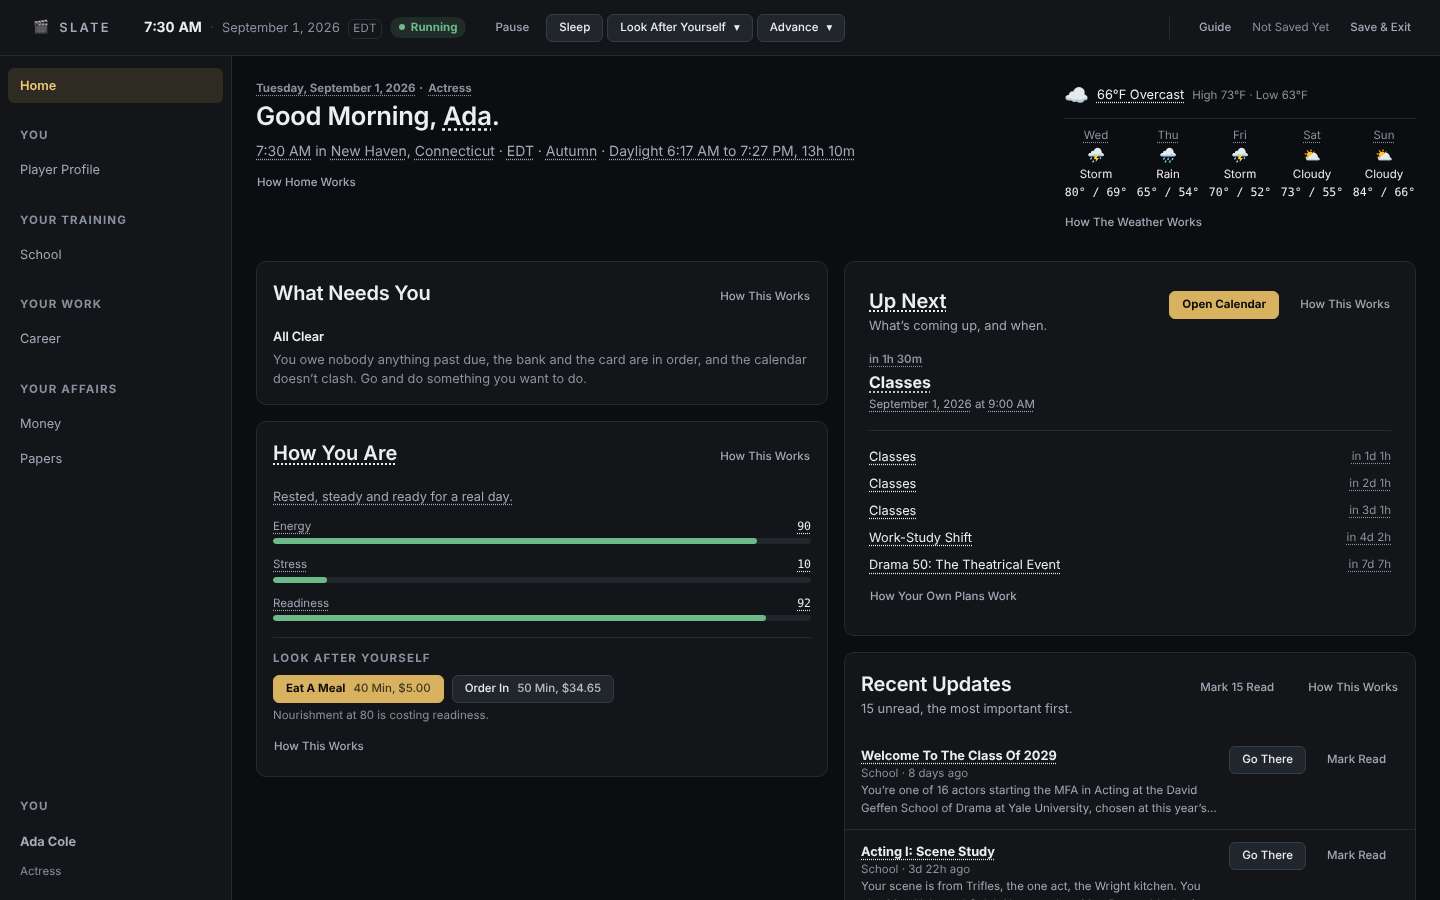 SLATE
7:30 AM · September 1, 2026 EDT Running
Pause
Sleep
Look After Yourself ▾
Advance ▾
Guide
Not Saved Yet
Save & Exit
Home
YOU
Player Profile
YOUR TRAINING
School
YOUR WORK
Career
YOUR AFFAIRS
Money
Papers
YOU
Ada Cole
Actress
Tuesday, September 1, 2026 · Actress
Good Morning, Ada.
7:30 AM in New Haven, Connecticut · EDT · Autumn · Daylight 6:17 AM to 7:27 PM, 13h 10m
How Home Works
66°F Overcast High 73°F · Low 63°F
Wed Thu Fri Sat Sun
Storm Rain Storm Cloudy Cloudy
80° / 69° 65° / 54° 70° / 52° 73° / 55° 84° / 66°
How The Weather Works
What Needs You
How This Works
All Clear
You owe nobody anything past due, the bank and the card are in order, and the calendar
doesn't clash. Go and do something you want to do.
How You Are
How This Works
Rested, steady and ready for a real day.
Energy 90
Stress 10
Readiness 92
LOOK AFTER YOURSELF
Eat A Meal 40 Min, $5.00
Order In 50 Min, $34.65
Nourishment at 80 is costing readiness.
How This Works
Up Next
Open Calendar
How This Works
What's coming up, and when.
in 1h 30m
Classes
September 1, 2026 at 9:00 AM
Classes in 1d 1h
Classes in 2d 1h
Classes in 3d 1h
Work-Study Shift in 4d 2h
Drama 50: The Theatrical Event in 7d 7h
How Your Own Plans Work
Recent Updates
Mark 15 Read
How This Works
15 unread, the most important first.
Welcome To The Class Of 2029
Go There
Mark Read
School · 8 days ago
You're one of 16 actors starting the MFA in Acting at the David
Geffen School of Drama at Yale University, chosen at this year's…
Acting I: Scene Study
Go There
Mark Read
School · 3d 22h ago
Your scene is from Trifles, the one act, the Wright kitchen. You